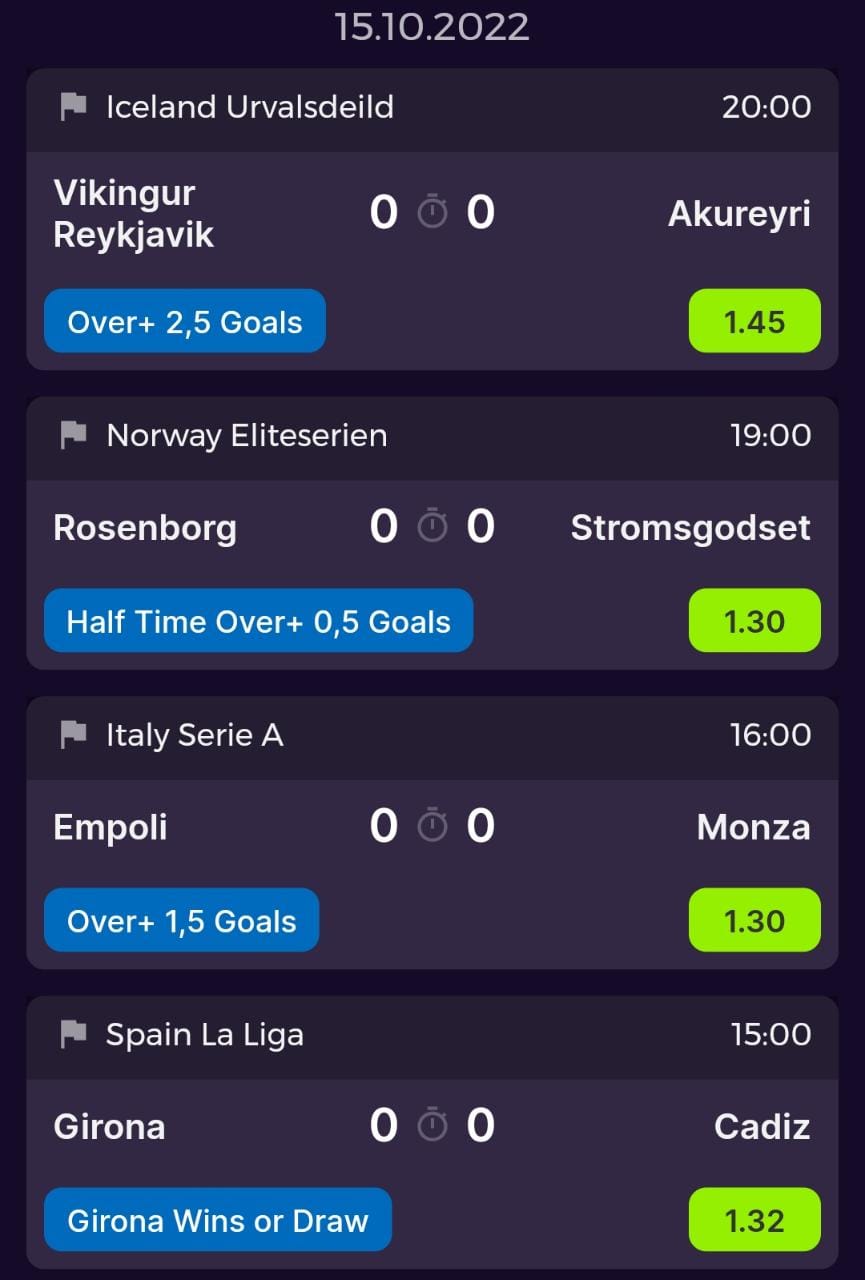 15.10.2022
Iceland Urvalsdeild 20:00
Vikingur
Reykjavik
0 0 Akureyri
Over+ 2,5 Goals 1.45
Norway Eliteserien 19:00
Rosenborg 0 0 Stromsgodset
Half Time Over+ 0,5 Goals 1.30
Italy Serie A 16:00
Empoli 0 0 Monza
Over+ 1,5 Goals 1.30
Spain La Liga 15:00
Girona 0 0 Cadiz
Girona Wins or Draw 1.32